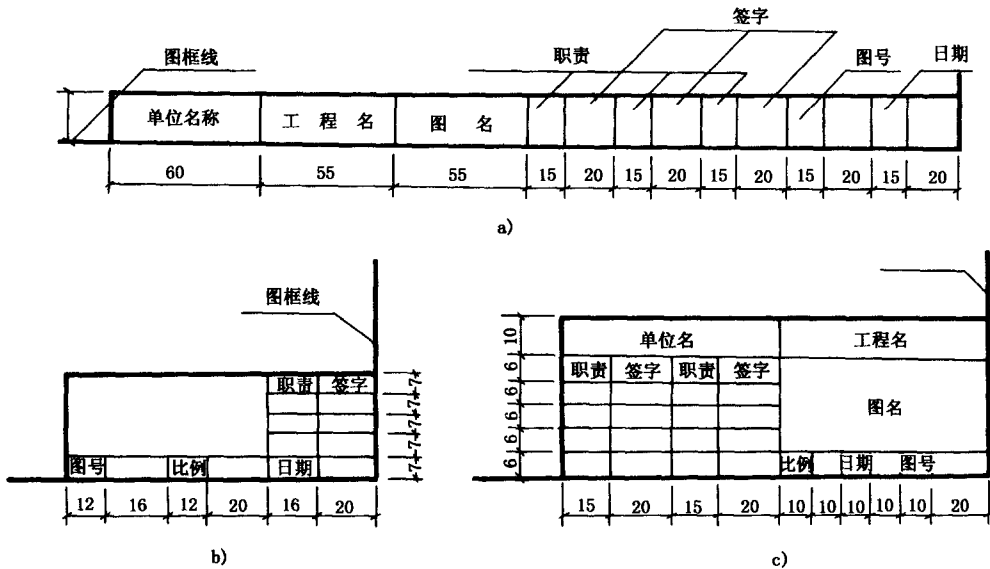 签字
图框线 职责 图号 日期
单位名称 工程名 图名
60 55 55 15 20 15 20 15 20 15 20 15 20
a)
图框线
职责 签字
图号 比例 日期
7 7 7 7 7
12 16 12 20 16 20
b)
单位名 工程名
职责 签字 职责 签字
图名
比例 日期 图号
10 6 6 6 6 6
15 20 15 20 10 10 10 10 10 20
c)